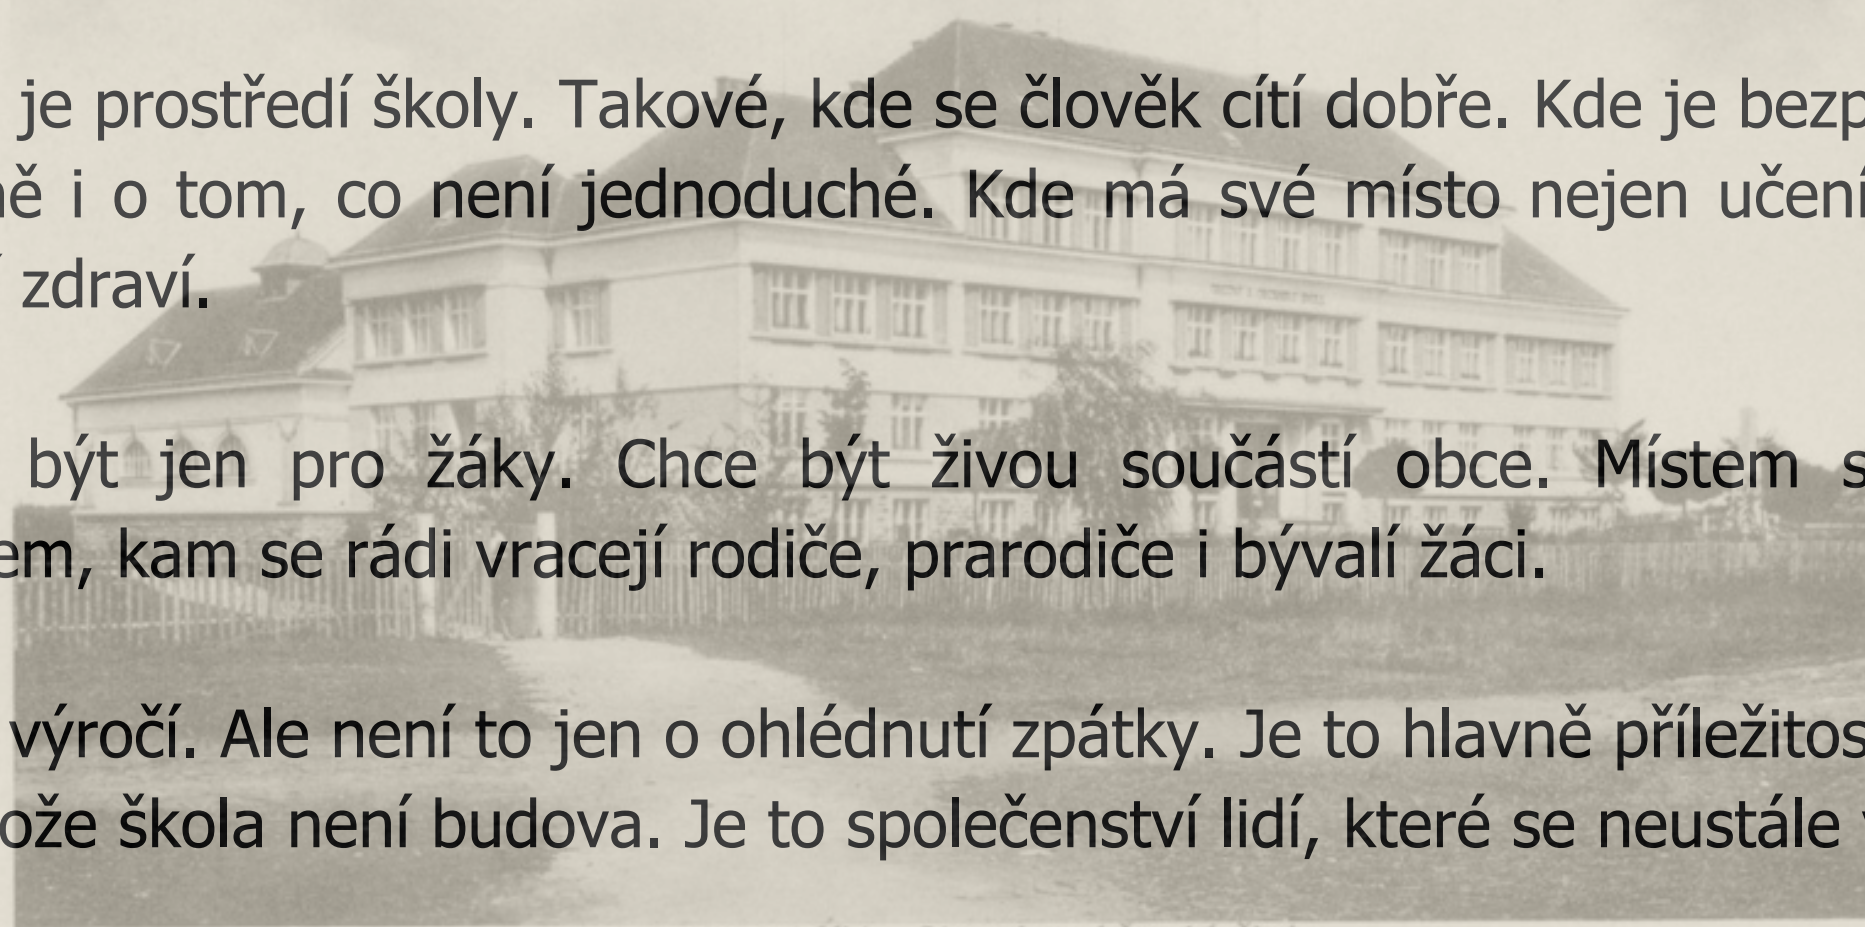 je prostředí školy. Takové, kde se člověk cítí dobře. Kde je bezp
ně i o tom, co není jednoduché. Kde má své místo nejen učení
í zdraví.
být jen pro žáky. Chce být živou součástí obce. Místem s
em, kam se rádi vracejí rodiče, prarodiče i bývalí žáci.
výročí. Ale není to jen o ohlédnutí zpátky. Je to hlavně příležitos
ože škola není budova. Je to společenství lidí, které se neustále